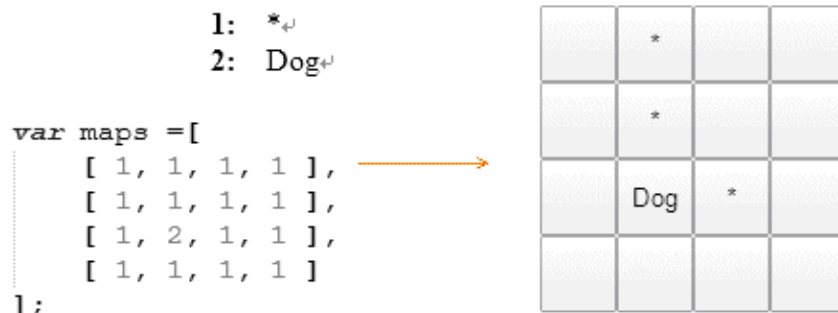 1: *↵
2: Dog↵
var maps =[
[ 1, 1, 1, 1 ],
[ 1, 1, 1, 1 ],
[ 1, 2, 1, 1 ],
[ 1, 1, 1, 1 ]
];
*
*
Dog *